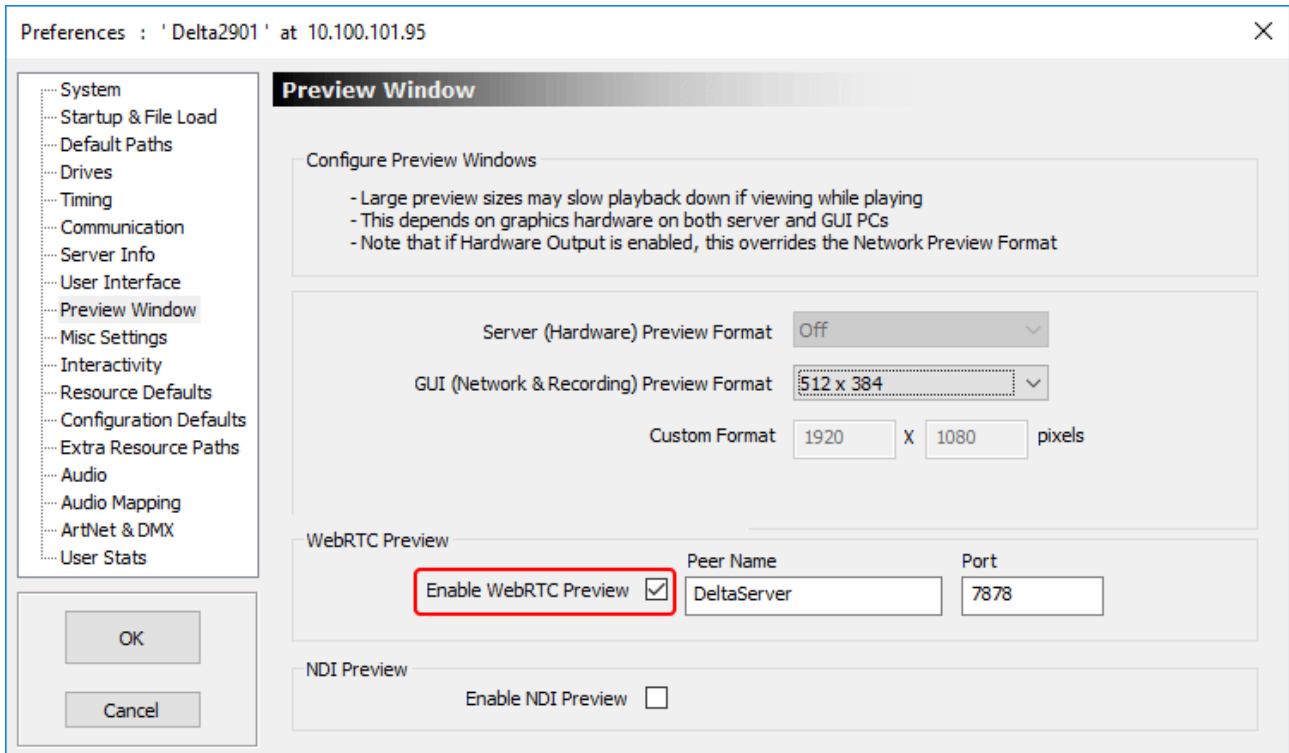 Preferences : 'Delta2901' at 10.100.101.95
System
Startup & File Load
Default Paths
Drives
Timing
Communication
Server Info
User Interface
Preview Window
Misc Settings
Interactivity
Resource Defaults
Configuration Defaults
Extra Resource Paths
Audio
Audio Mapping
ArtNet & DMX
User Stats
OK
Cancel
Preview Window
Configure Preview Windows
- Large preview sizes may slow playback down if viewing while playing
- This depends on graphics hardware on both server and GUI PCs
- Note that if Hardware Output is enabled, this overrides the Network Preview Format
Server (Hardware) Preview Format Off
GUI (Network & Recording) Preview Format 512 x 384
Custom Format 1920 X 1080 pixels
WebRTC Preview
Peer Name Port
Enable WebRTC Preview DeltaServer 7878
NDI Preview
Enable NDI Preview